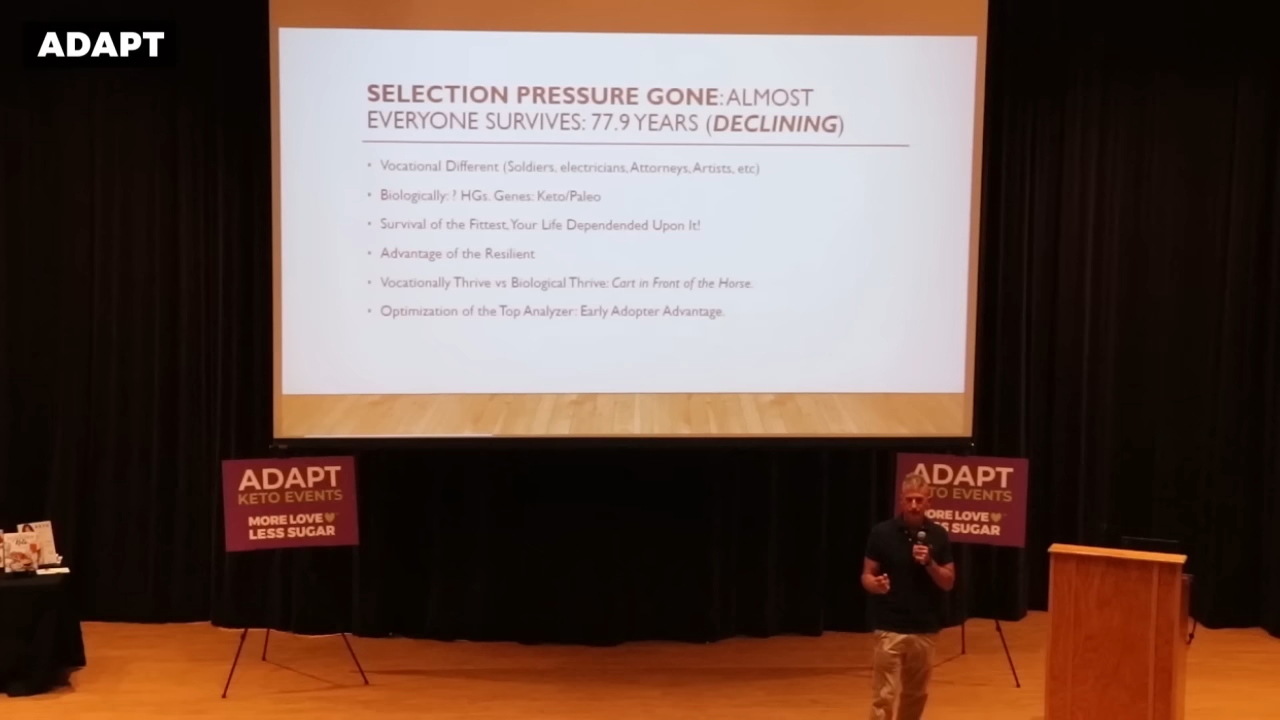 ADAPT
SELECTION PRESSURE GONE: ALMOST
EVERYONE SURVIVES: 77.9 YEARS (DECLINING)
• Vocational Different (Soldiers, electricians, Attorneys, Artists, etc)
• Biologically: ? HGs. Genes: Keto/Paleo
• Survival of the Fittest, Your Life Dependended Upon It!
• Advantage of the Resilient
• Vocationally Thrive vs Biological Thrive: Cart in Front of the Horse.
• Optimization of the Top Analyzer: Early Adopter Advantage.
ADAPT
KETO EVENTS
MORE LOVE
LESS SUGAR
ADAPT
TO EVENTS
ORE LOVE
S SUGAR